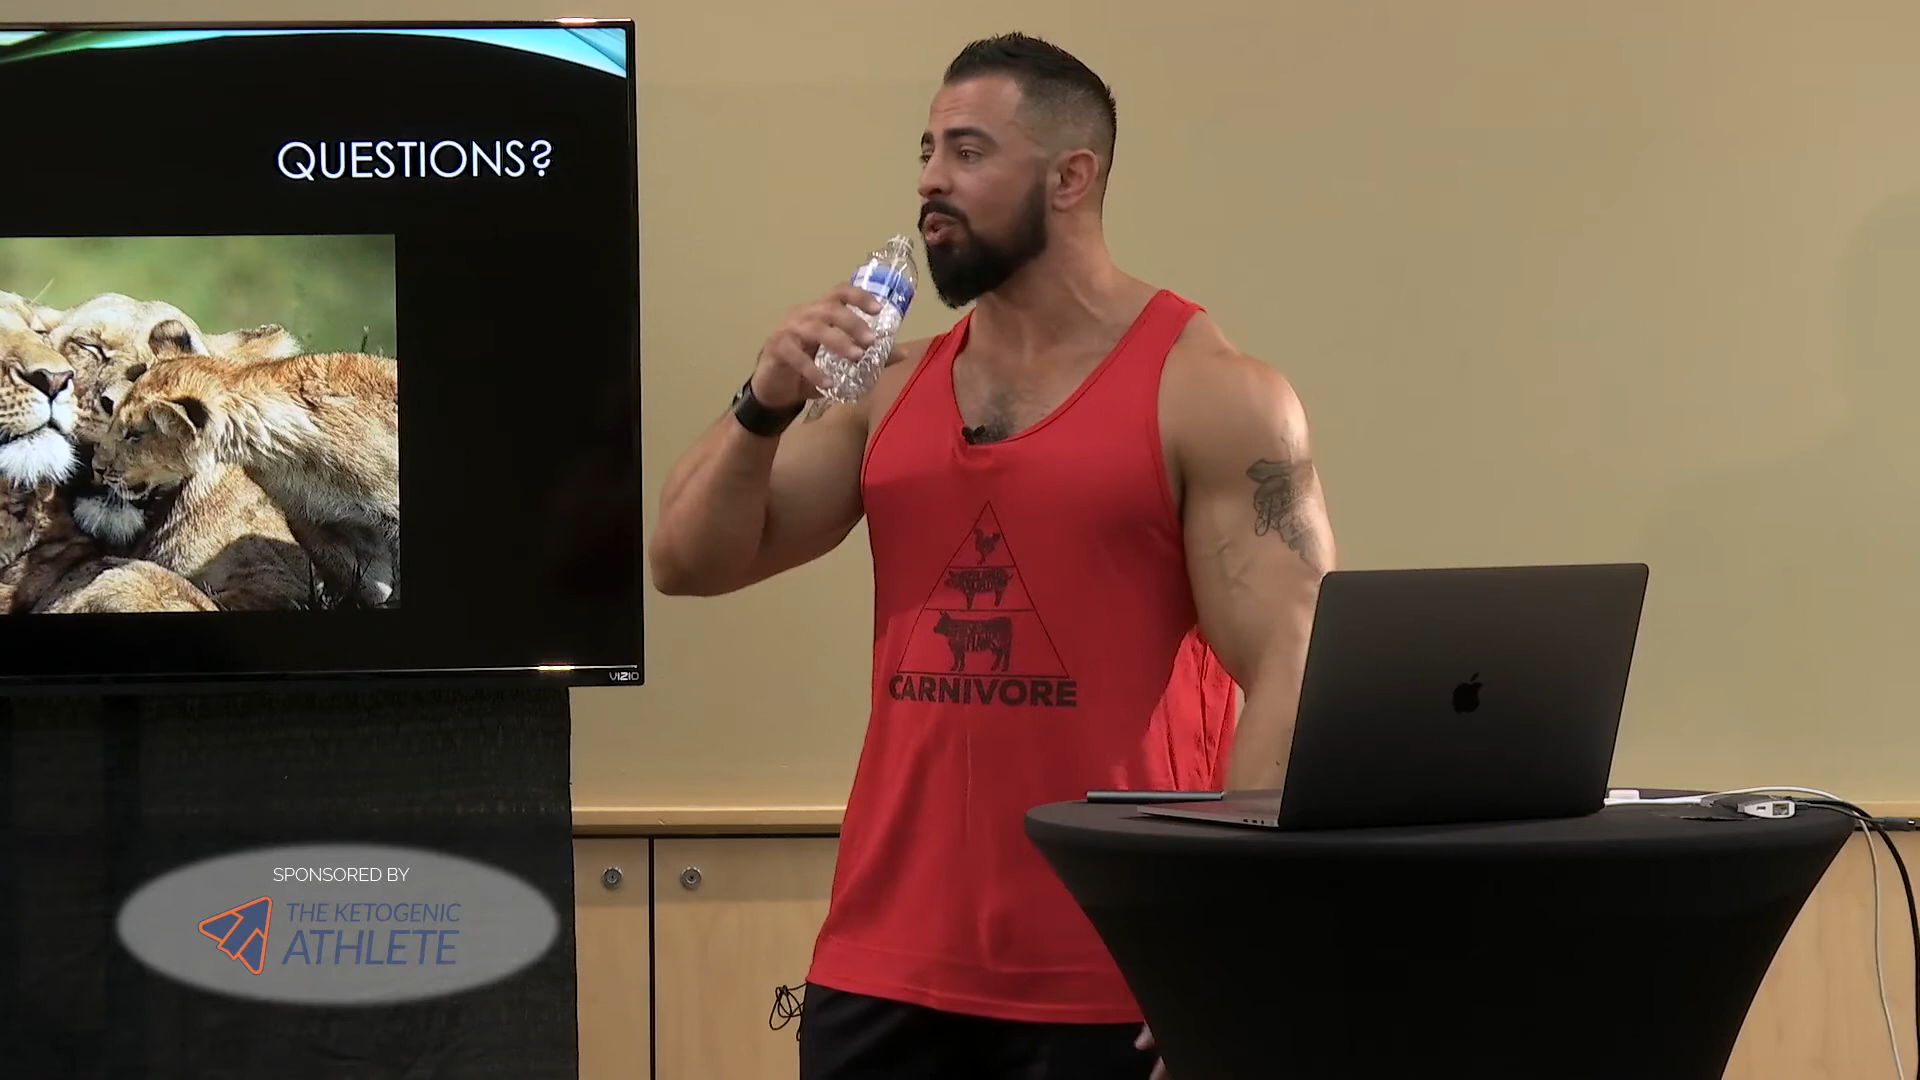 QUESTIONS?
VIZIO
CARNIVORE
SPONSORED BY
THE KETOGENIC
ATHLETE